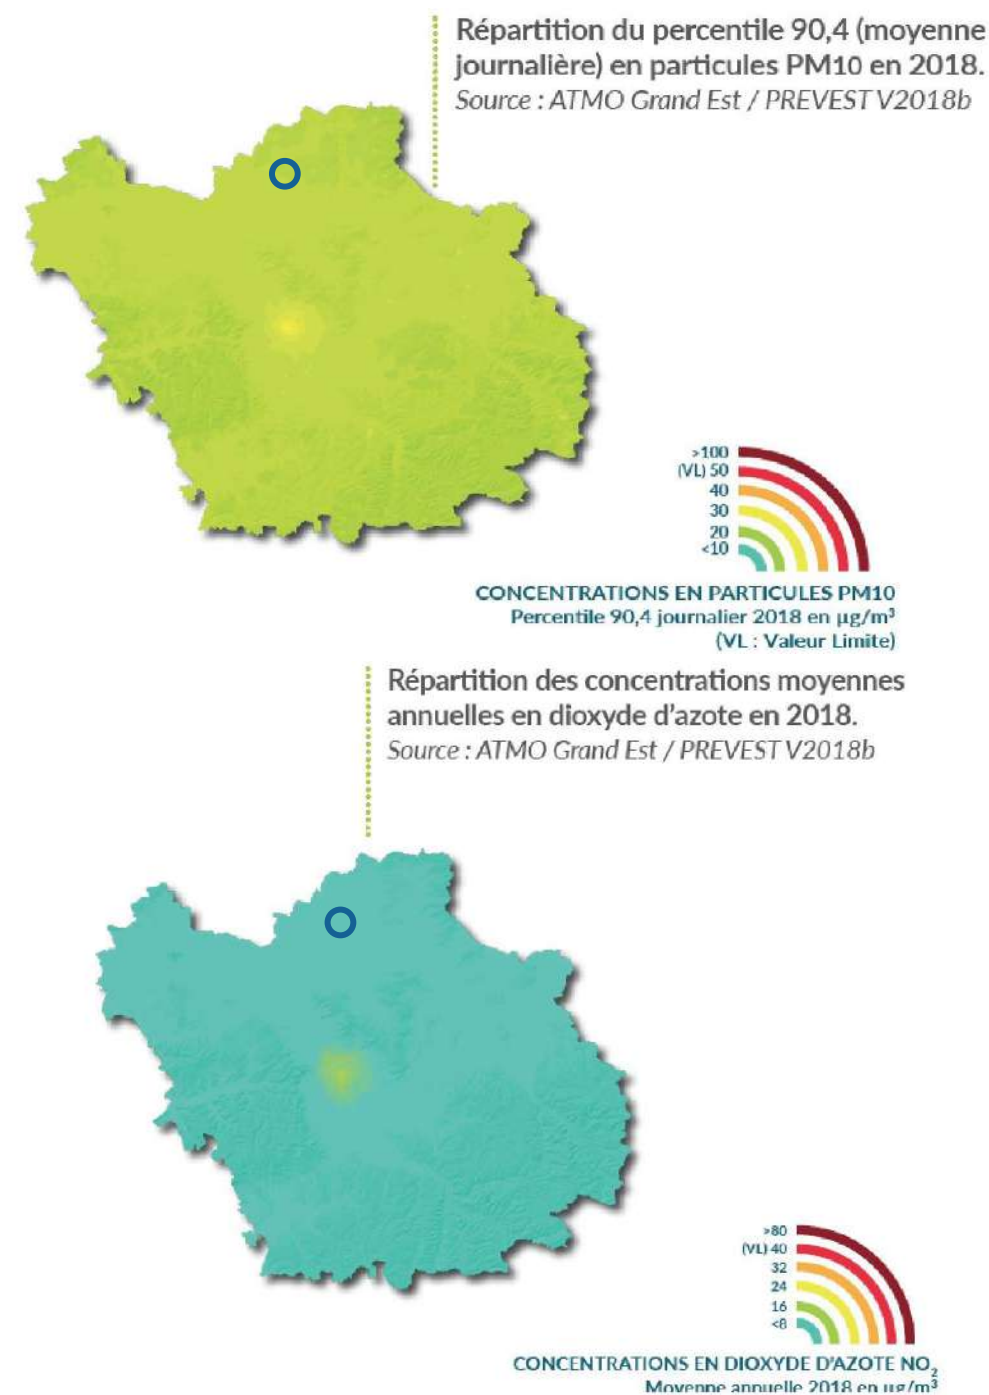 Répartition du percentile 90,4 (moyenne
journalière) en particules PM10 en 2018.
Source : ATMO Grand Est / PREVEST V2018b
>100
(VL) 50
40
30
20
<10
CONCENTRATIONS EN PARTICULES PM10
Percentile 90,4 journalier 2018 en µg/m³
(VL : Valeur Limite)
Répartition des concentrations moyennes
annuelles en dioxyde d'azote en 2018.
Source : ATMO Grand Est / PREVEST V2018b
>80
(VL) 40
32
24
16
<8
CONCENTRATIONS EN DIOXYDE D'AZOTE NO₂
Moyenne annuelle 2018 en µg/m³